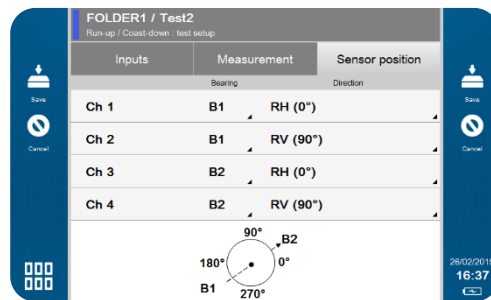 FOLDER1 / Test2
Run-up / Coast-down : test setup
Inputs Measurement Sensor position
Bearing Direction
Save Save
Cancel Cancel
Ch 1 B1 RH (0°)
Ch 2 B1 RV (90°)
Ch 3 B2 RH (0°)
Ch 4 B2 RV (90°)
90°
B2
180° 0°
B1 270°
26/02/2015
16:37